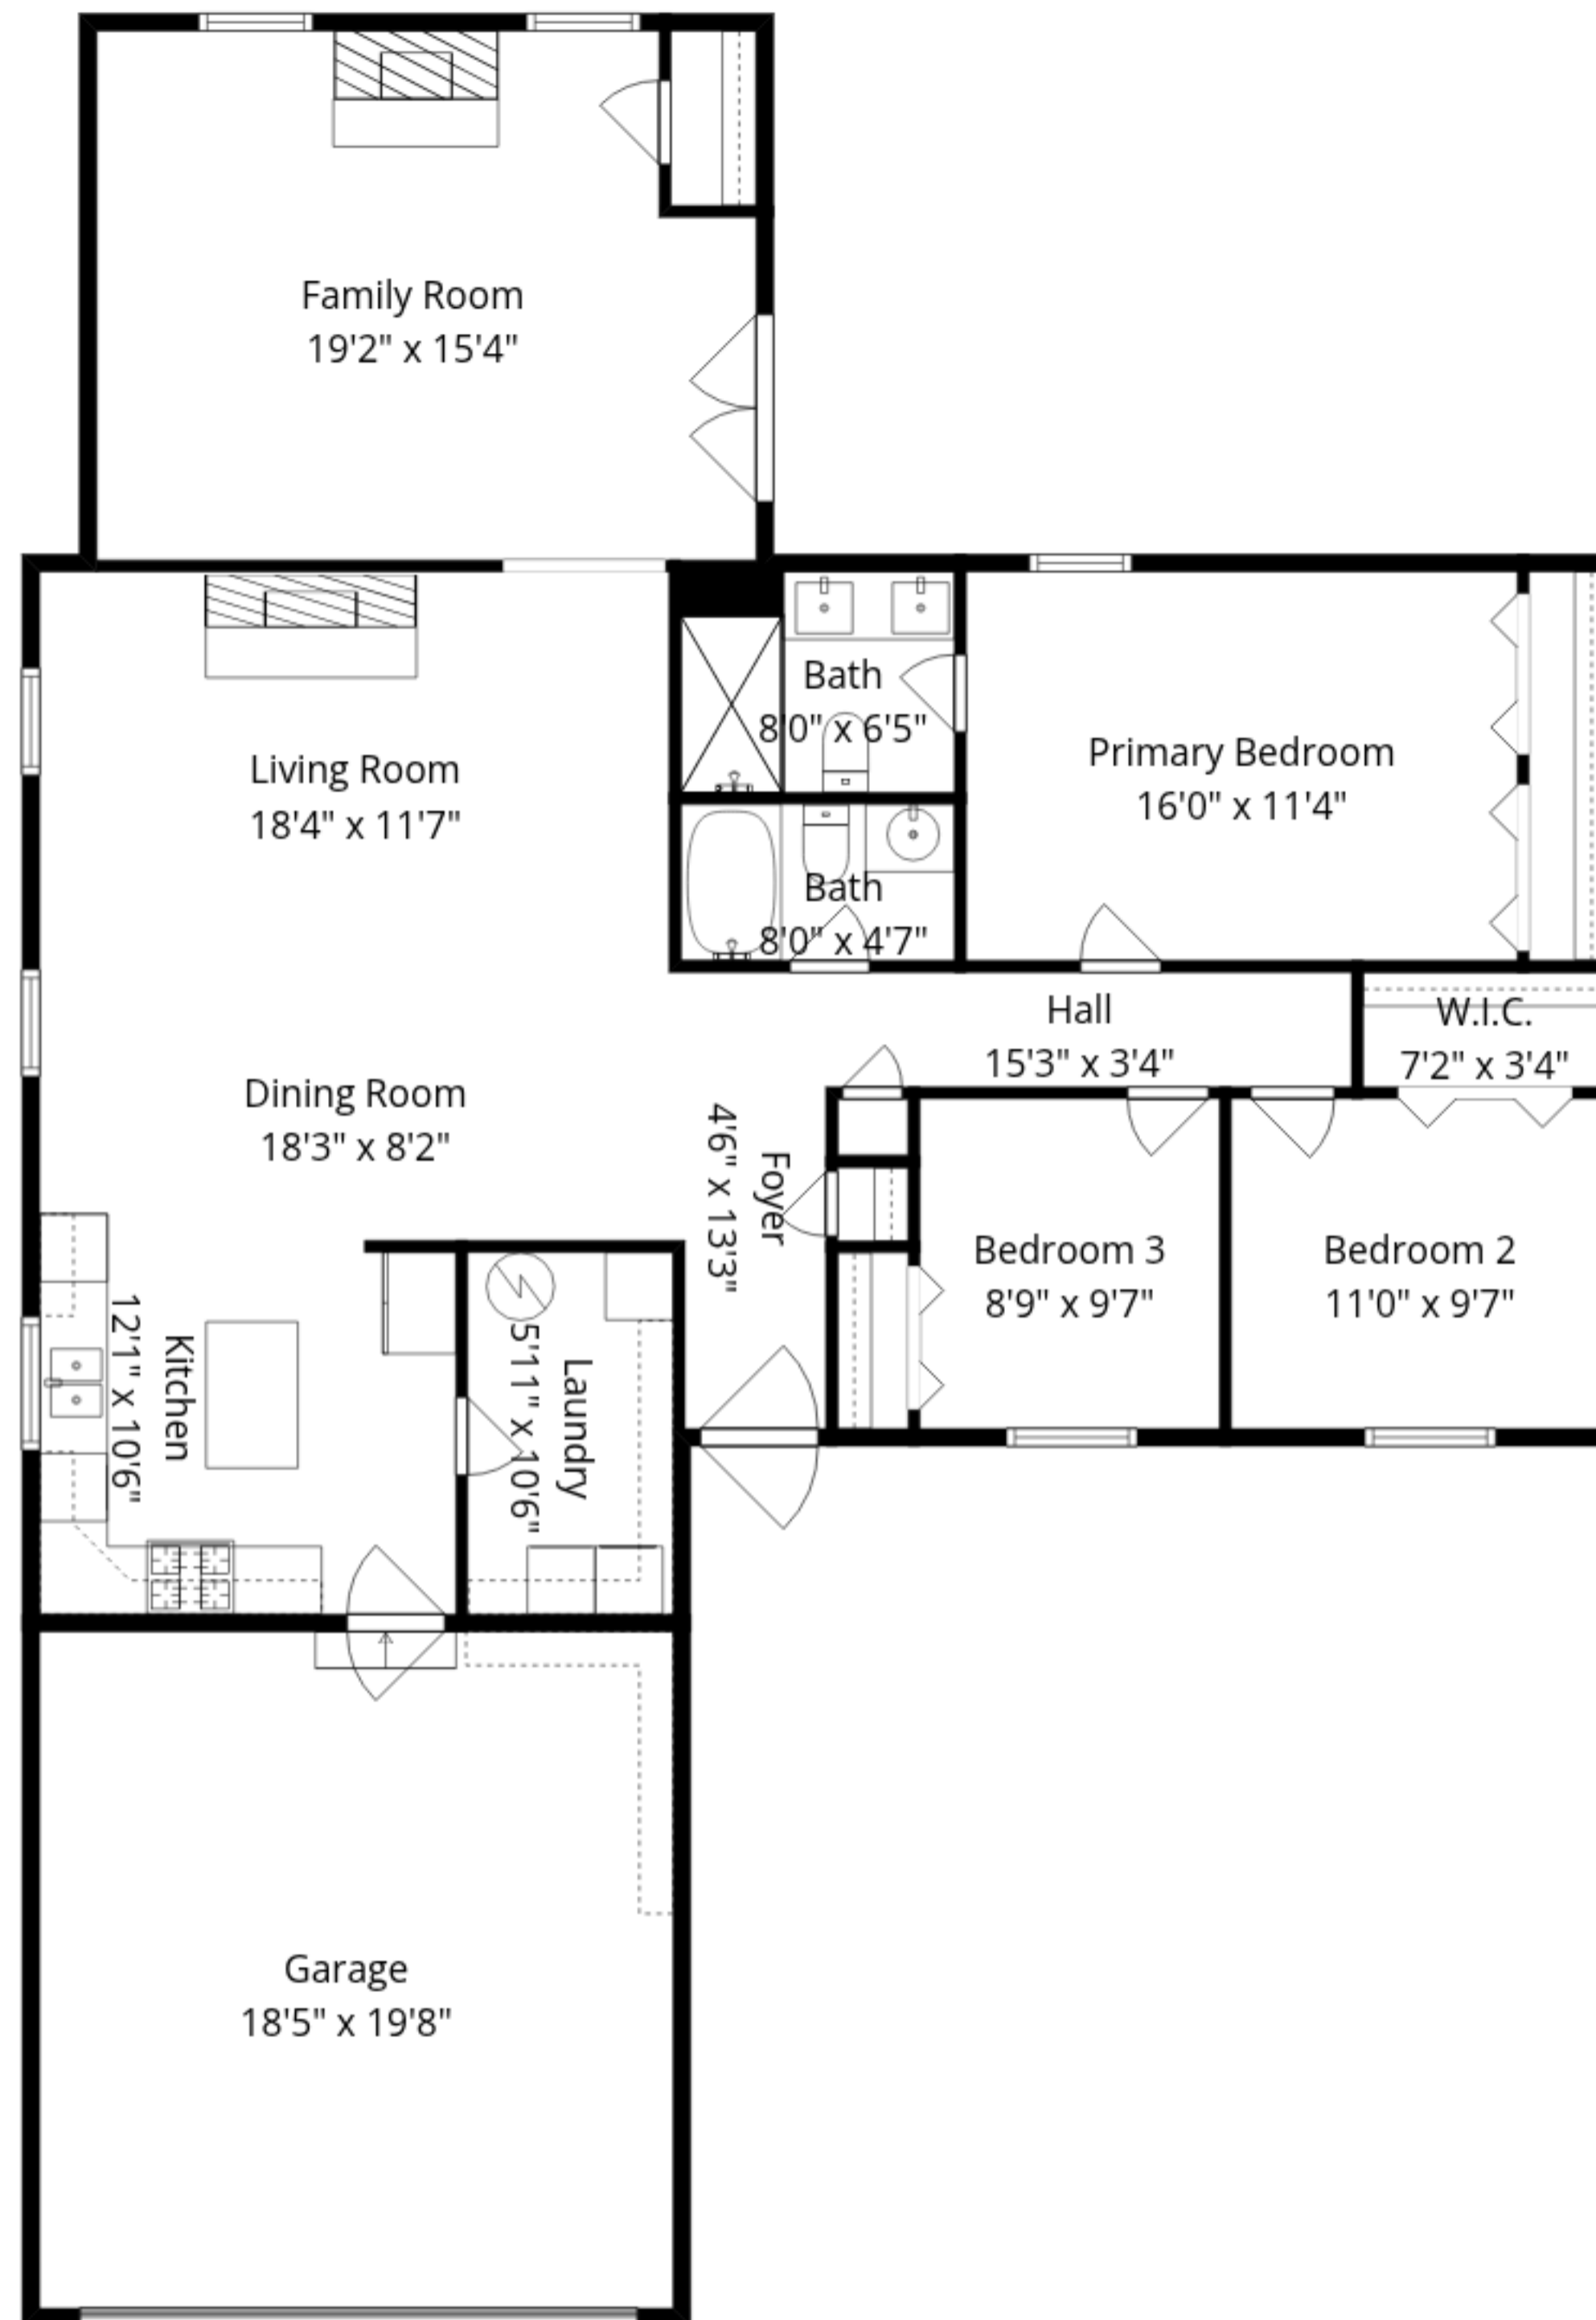 Family Room
19'2" x 15'4"
Bath
8'0" x 6'5"
Living Room
18'4" x 11'7"
Primary Bedroom
16'0" x 11'4"
Bath
8'0" x 4'7"
Hall
15'3" x 3'4"
W.I.C.
7'2" x 3'4"
Dining Room
18'3" x 8'2"
Foyer
4'6" x 13'3"
Bedroom 3
8'9" x 9'7"
Bedroom 2
11'0" x 9'7"
Kitchen
12'1" x 10'6"
Laundry
5'11" x 10'6"
Garage
18'5" x 19'8"